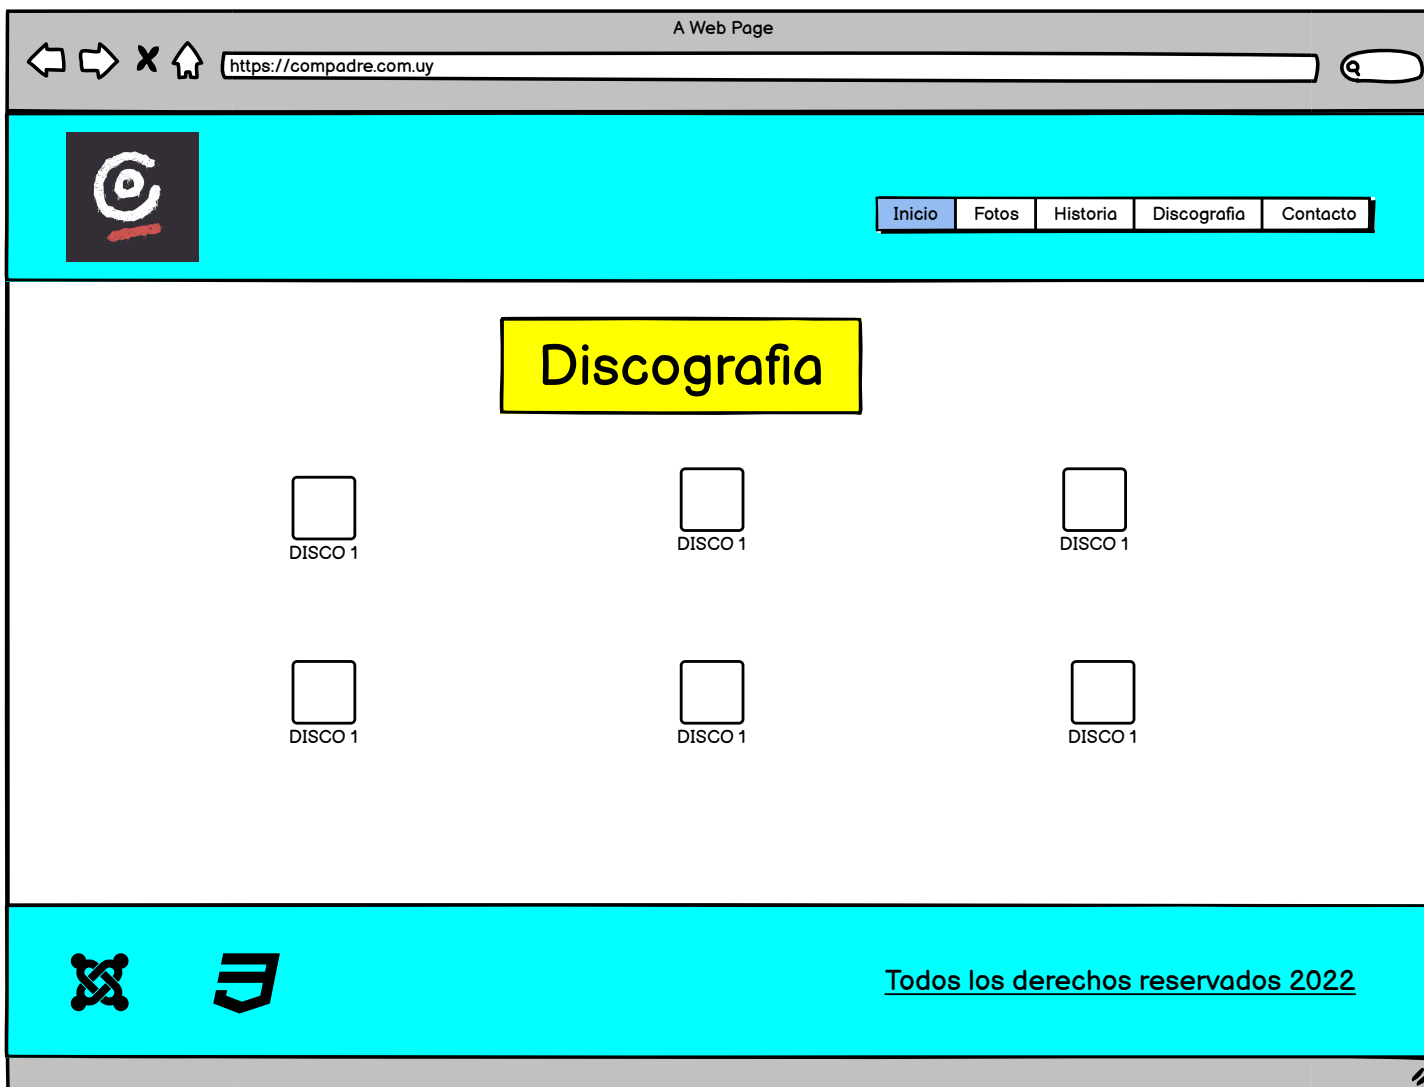 A Web Page
https://compadre.com.uy
Inicio Fotos Historia Discografia Contacto
Discografia
DISCO 1 DISCO 1 DISCO 1
DISCO 1 DISCO 1 DISCO 1
Todos los derechos reservados 2022